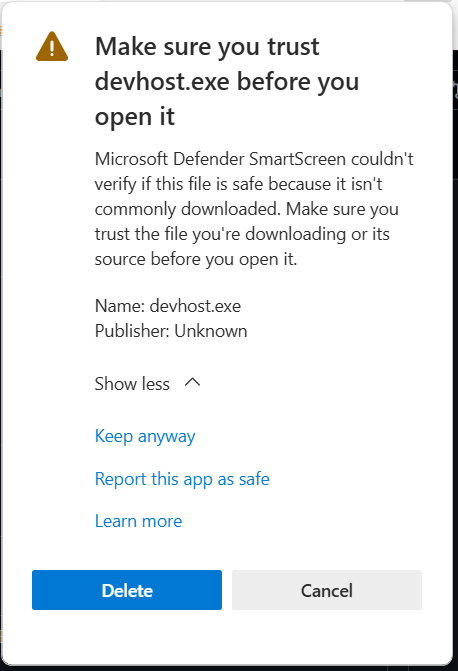 Make sure you trust
devhost.exe before you
open it
Microsoft Defender SmartScreen couldn't
verify if this file is safe because it isn't
commonly downloaded. Make sure you
trust the file you're downloading or its
source before you open it.
Name: devhost.exe
Publisher: Unknown
Show less
Keep anyway
Report this app as safe
Learn more
Delete
Cancel